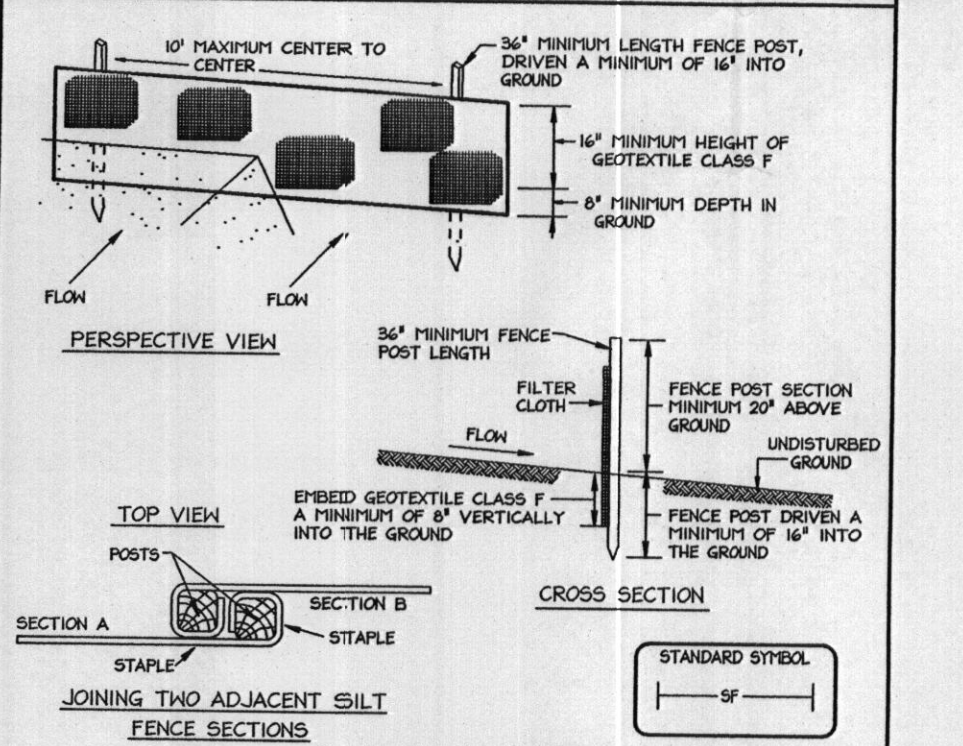 10' MAXIMUM CENTER TO
CENTER
36" MINIMUM LENGTH FENCE POST,
DRIVEN A MINIMUM OF 16" INTO
GROUND
16" MINIMUM HEIGHT OF
GEOTEXTILE CLASS F
8" MINIMUM DEPTH IN
GROUND
FLOW
FLOW
PERSPECTIVE VIEW
36" MINIMUM FENCE
POST LENGTH
FILTER
CLOTH
FENCE POST SECTION
MINIMUM 20" ABOVE
GROUND
FLOW
UNDISTURBED
GROUND
EMBED GEOTEXTILE CLASS F
A MINIMUM OF 8" VERTICALLY
INTO THE GROUND
FENCE POST DRIVEN A
MINIMUM OF 16" INTO
THE GROUND
CROSS SECTION
TOP VIEW
POSTS
SECTION B
SECTION A
STAPLE
STAPLE
JOINING TWO ADJACENT SILT
FENCE SECTIONS
STANDARD SYMBOL
SF